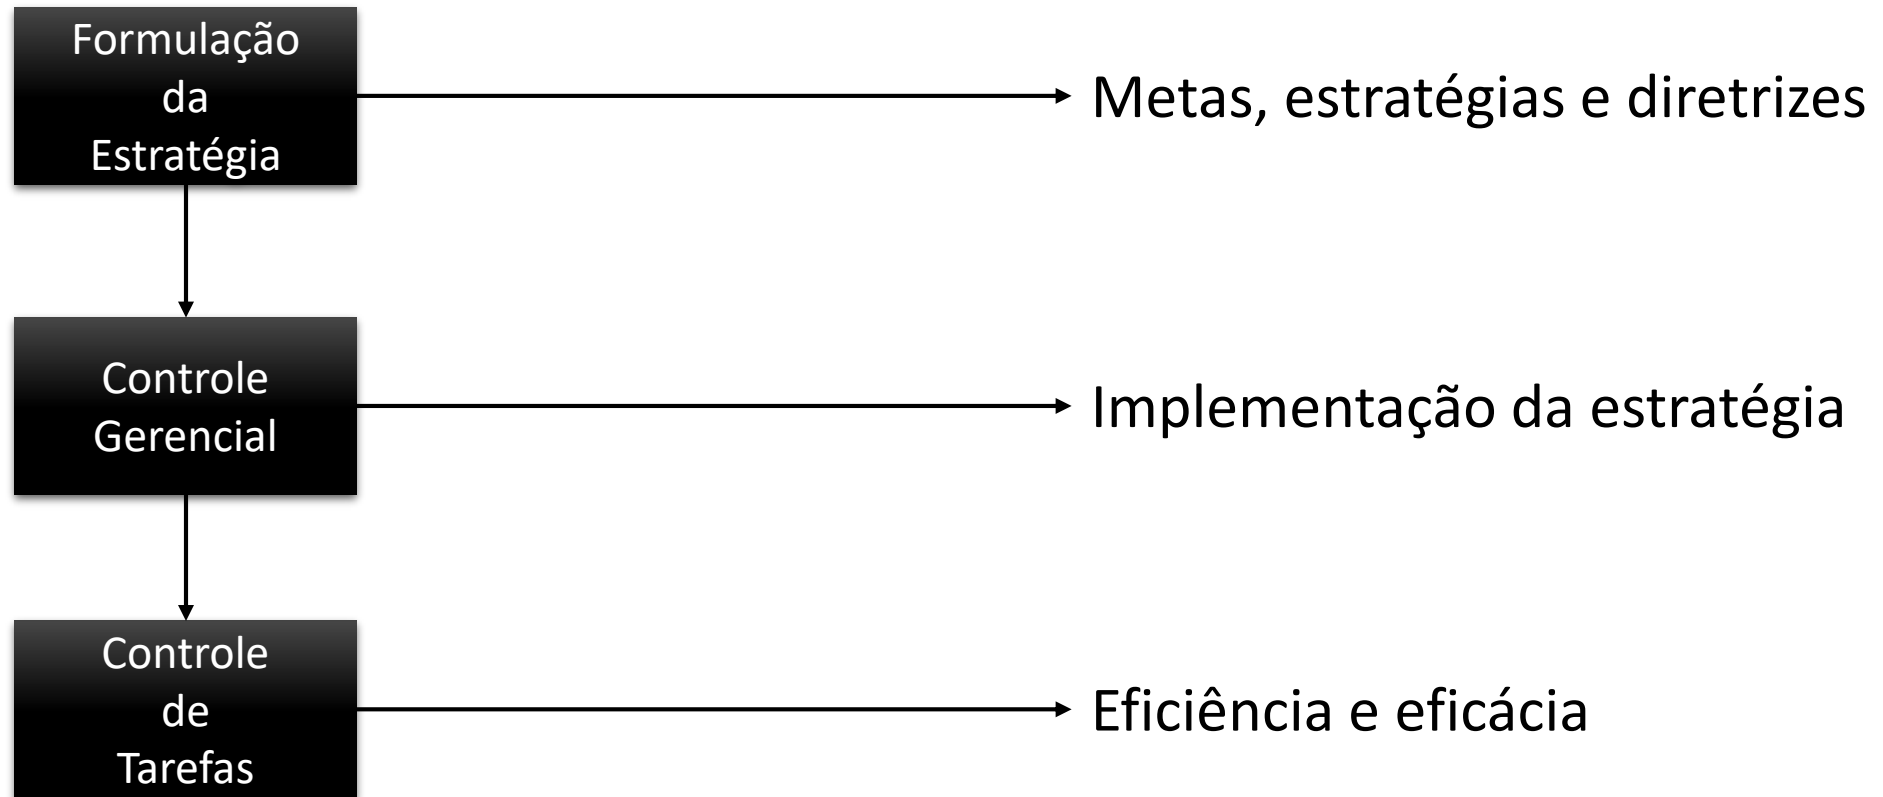 Formulação
da
Estratégia
Metas, estratégias e diretrizes
Controle
Gerencial
Implementação da estratégia
Controle
de
Tarefas
Eficiência e eficácia